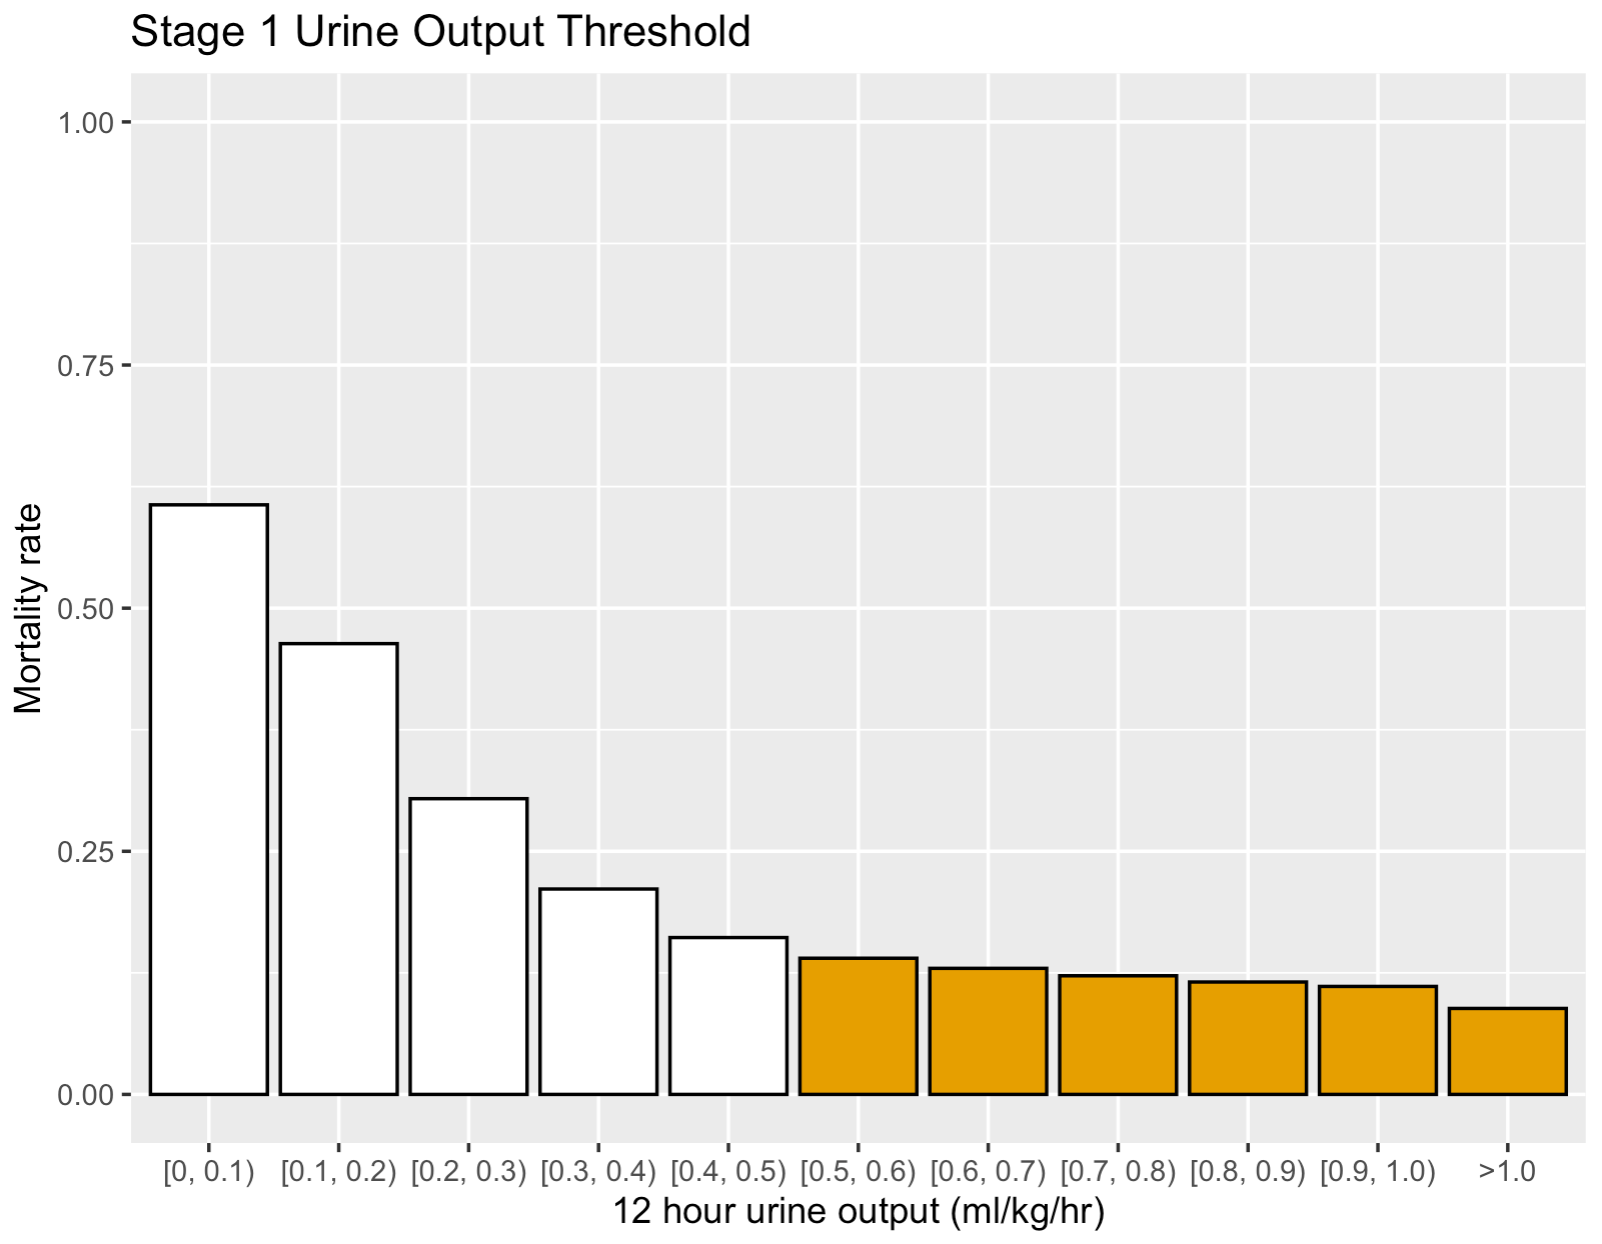 Stage 1 Urine Output Threshold
Mortality rate
1.00
0.75
0.50
0.25
0.00
[0, 0.1) [0.1, 0.2) [0.2, 0.3) [0.3, 0.4) [0.4, 0.5) [0.5, 0.6) [0.6, 0.7) [0.7, 0.8) [0.8, 0.9) [0.9, 1.0) >1.0
12 hour urine output (ml/kg/hr)